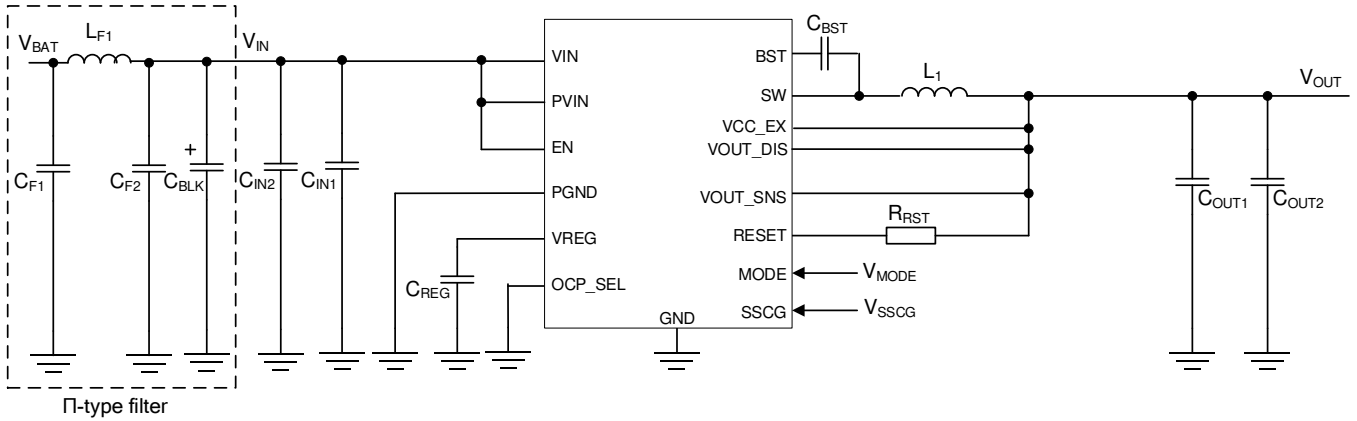 V_BAT
L_F1
V_IN
C_F1
C_F2
+
C_BLK
C_IN2
C_IN1
Π-type filter
VIN
PVIN
EN
PGND
VREG
OCP_SEL
C_REG
GND
BST
SW
VCC_EX
VOUT_DIS
VOUT_SNS
RESET
MODE
SSCG
C_BST
L_1
R_RST
V_MODE
V_SSCG
V_OUT
C_OUT1
C_OUT2